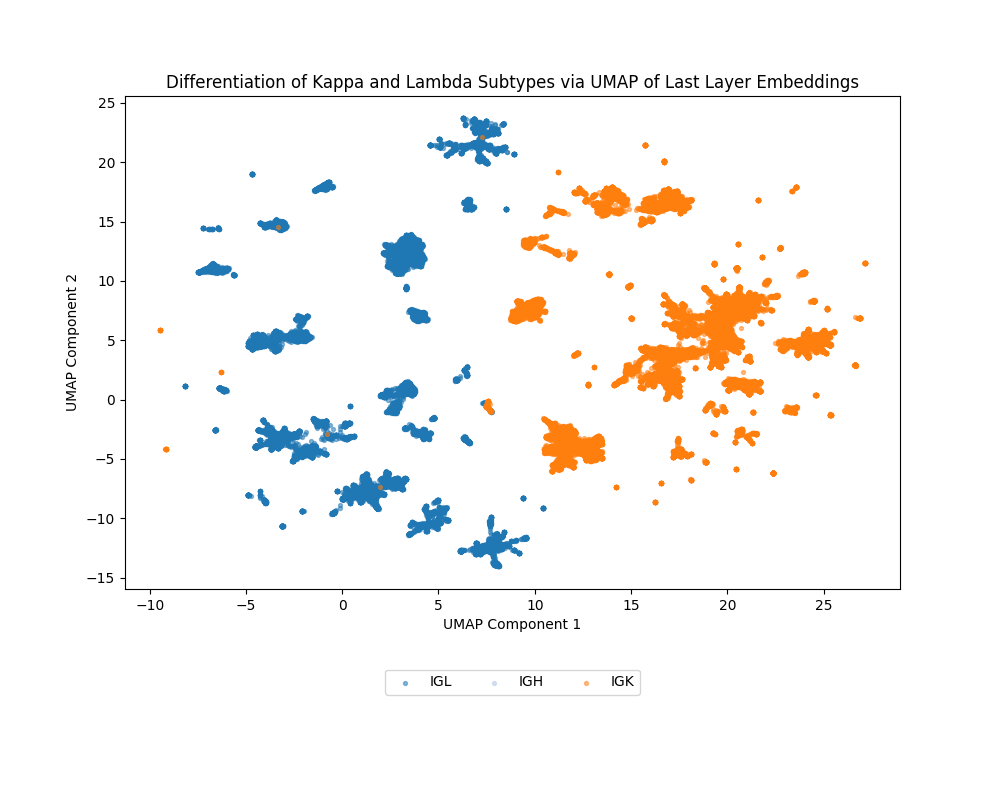 Differentiation of Kappa and Lambda Subtypes via UMAP of Last Layer Embeddings
25
20
15
10
5
0
−5
−10
−15
UMAP Component 2
−10 −5 0 5 10 15 20 25
UMAP Component 1
IGL IGH IGK